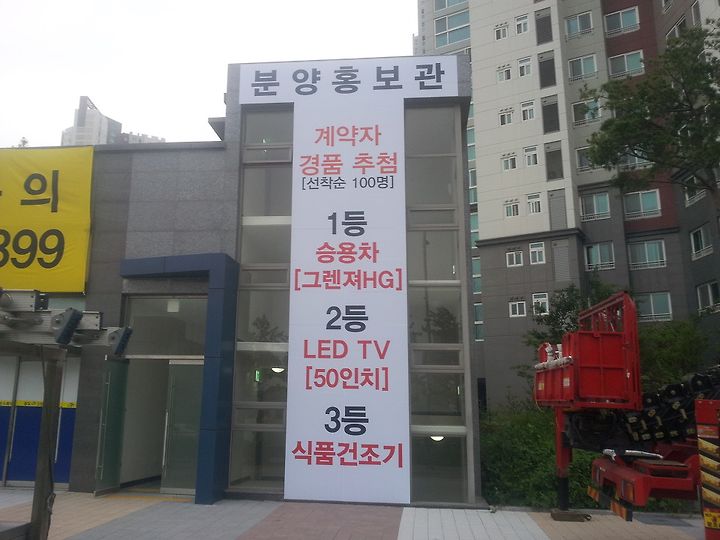 분양홍보관
계약자
경품 추첨
[선착순 100명]
1등
승용차
[그렌져HG]
2등
LED TV
[50인치]
3등
식품건조기
의
399